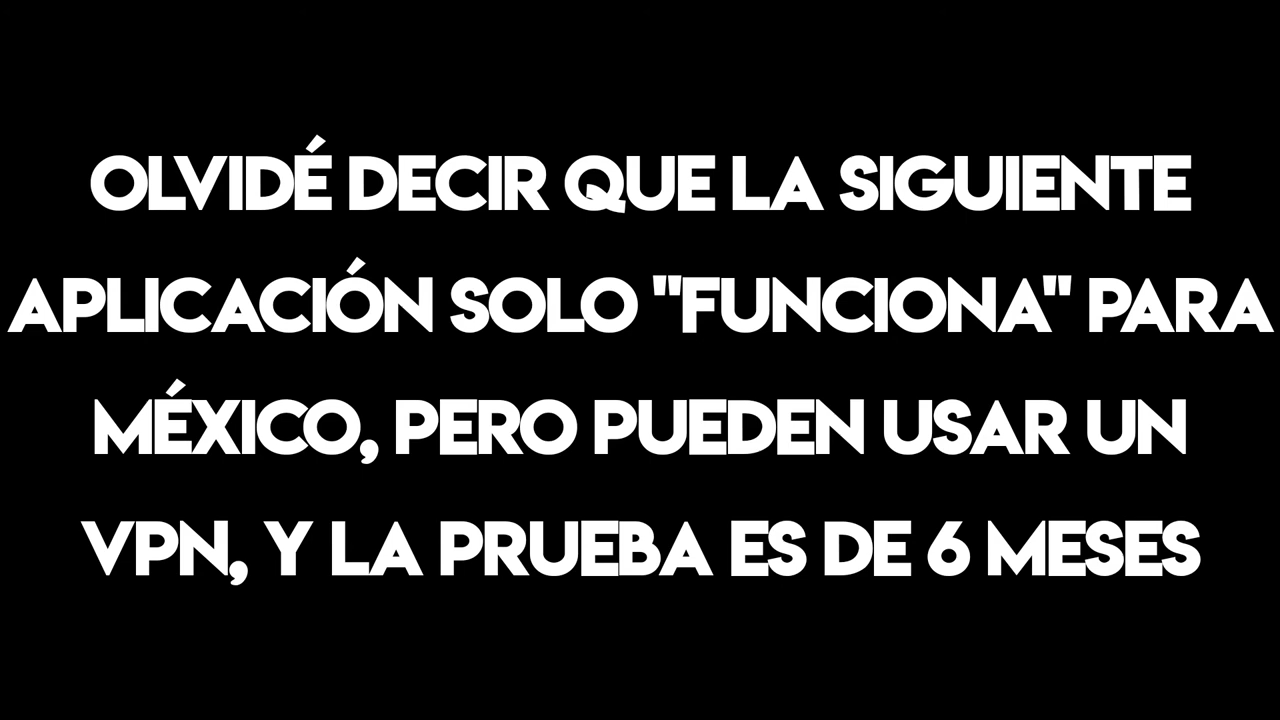 OLVIDÉ DECIR QUE LA SIGUIENTE
APLICACIÓN SOLO "FUNCIONA" PARA
MÉXICO, PERO PUEDEN USAR UN
VPN, Y LA PRUEBA ES DE 6 MESES